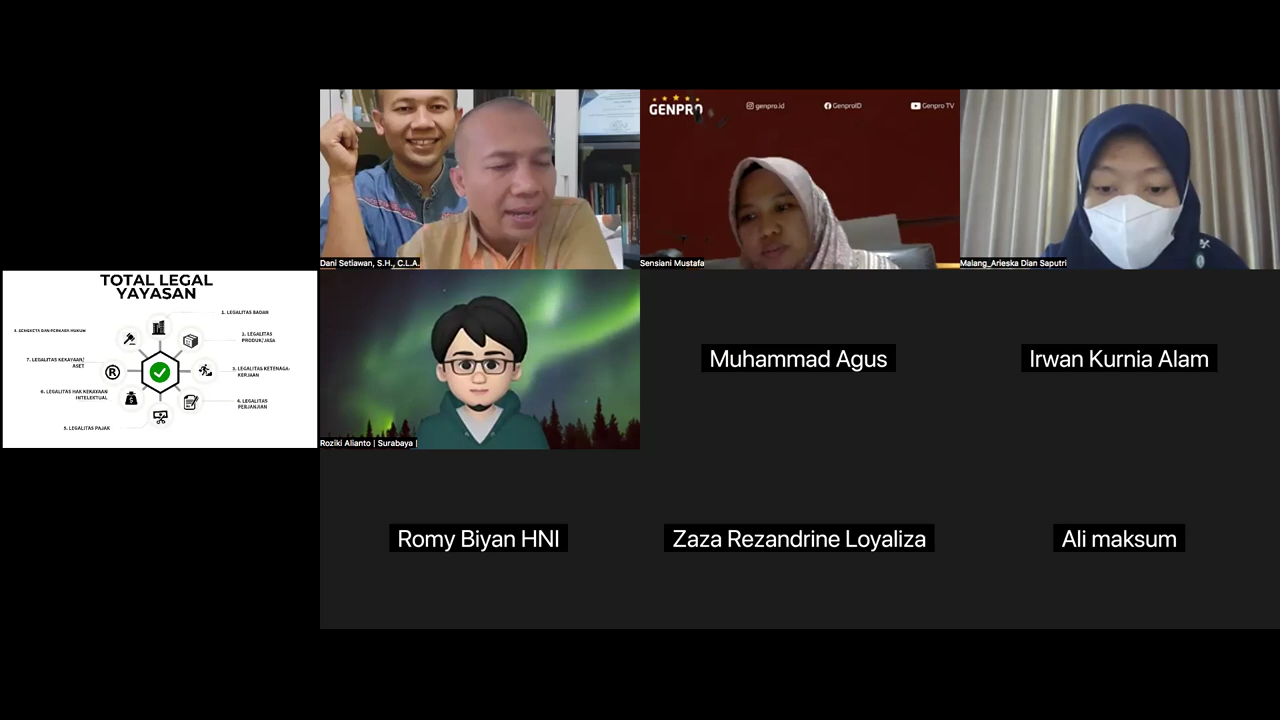 GENPRO
genpro.id
GenproID
Genpro TV
Dani Setiawan, S.H., C.L.A.
Sensiani Mustafa
Malang_Arieska Dian Saputri
TOTAL LEGAL
YAYASAN
1. LEGALITAS BADAN
2. LEGALITAS
PRODUK/JASA
3. LEGALITAS KETENAGA-
KERJAAN
4. LEGALITAS
PERJANJIAN
5. LEGALITAS PAJAK
6. LEGALITAS HAK KEKAYAAN
INTELEKTUAL
7. LEGALITAS KEKAYAAN/
ASET
8. SENGKETA DAN PERKARA HUKUM
R
Muhammad Agus
Irwan Kurnia Alam
Roziki Alianto | Surabaya |
Romy Biyan HNI
Zaza Rezandrine Loyaliza
Ali maksum